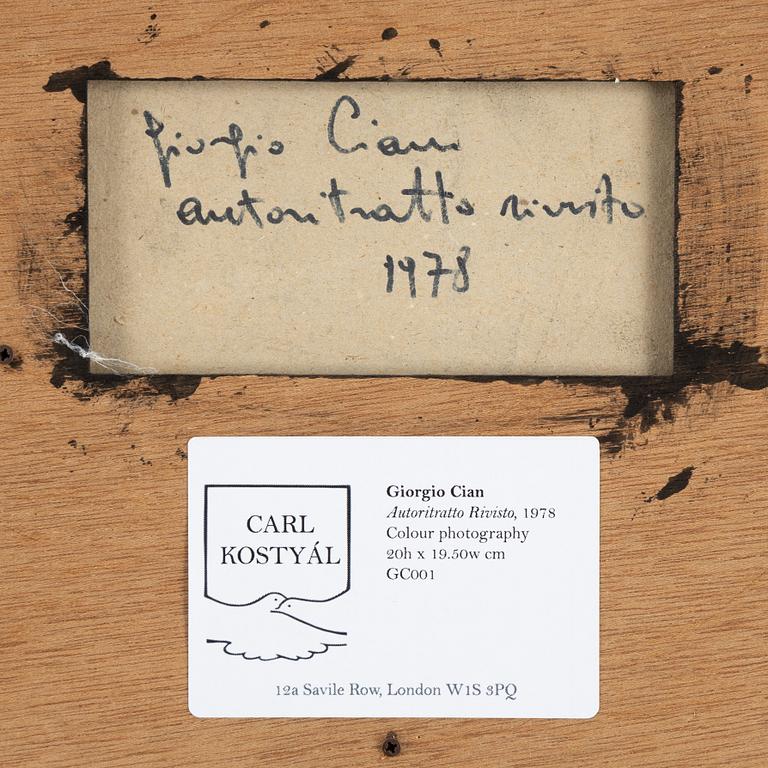 Giorgio Cian
autoritratto rivisto
1978
CARL
KOSTYÁL
Giorgio Cian
Autoritratto Rivisto, 1978
Colour photography
20h x 19.50w cm
GC001
12a Savile Row, London W1S 3PQ